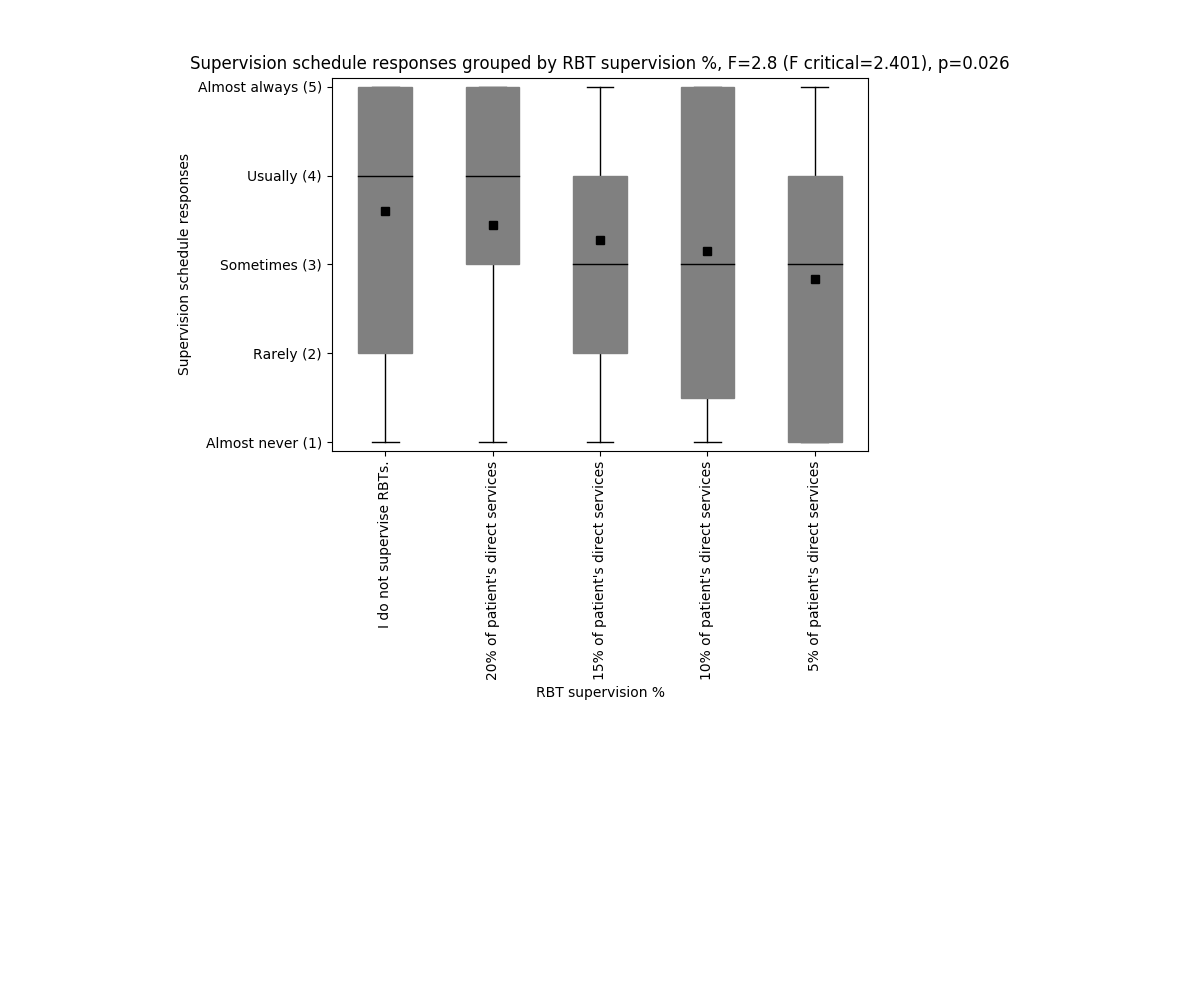 Supervision schedule responses grouped by RBT supervision %, F=2.8 (F critical=2.401), p=0.026
Supervision schedule responses
Almost always (5)
Usually (4)
Sometimes (3)
Rarely (2)
Almost never (1)
I do not supervise RBTs.
20% of patient's direct services
15% of patient's direct services
10% of patient's direct services
5% of patient's direct services
RBT supervision %